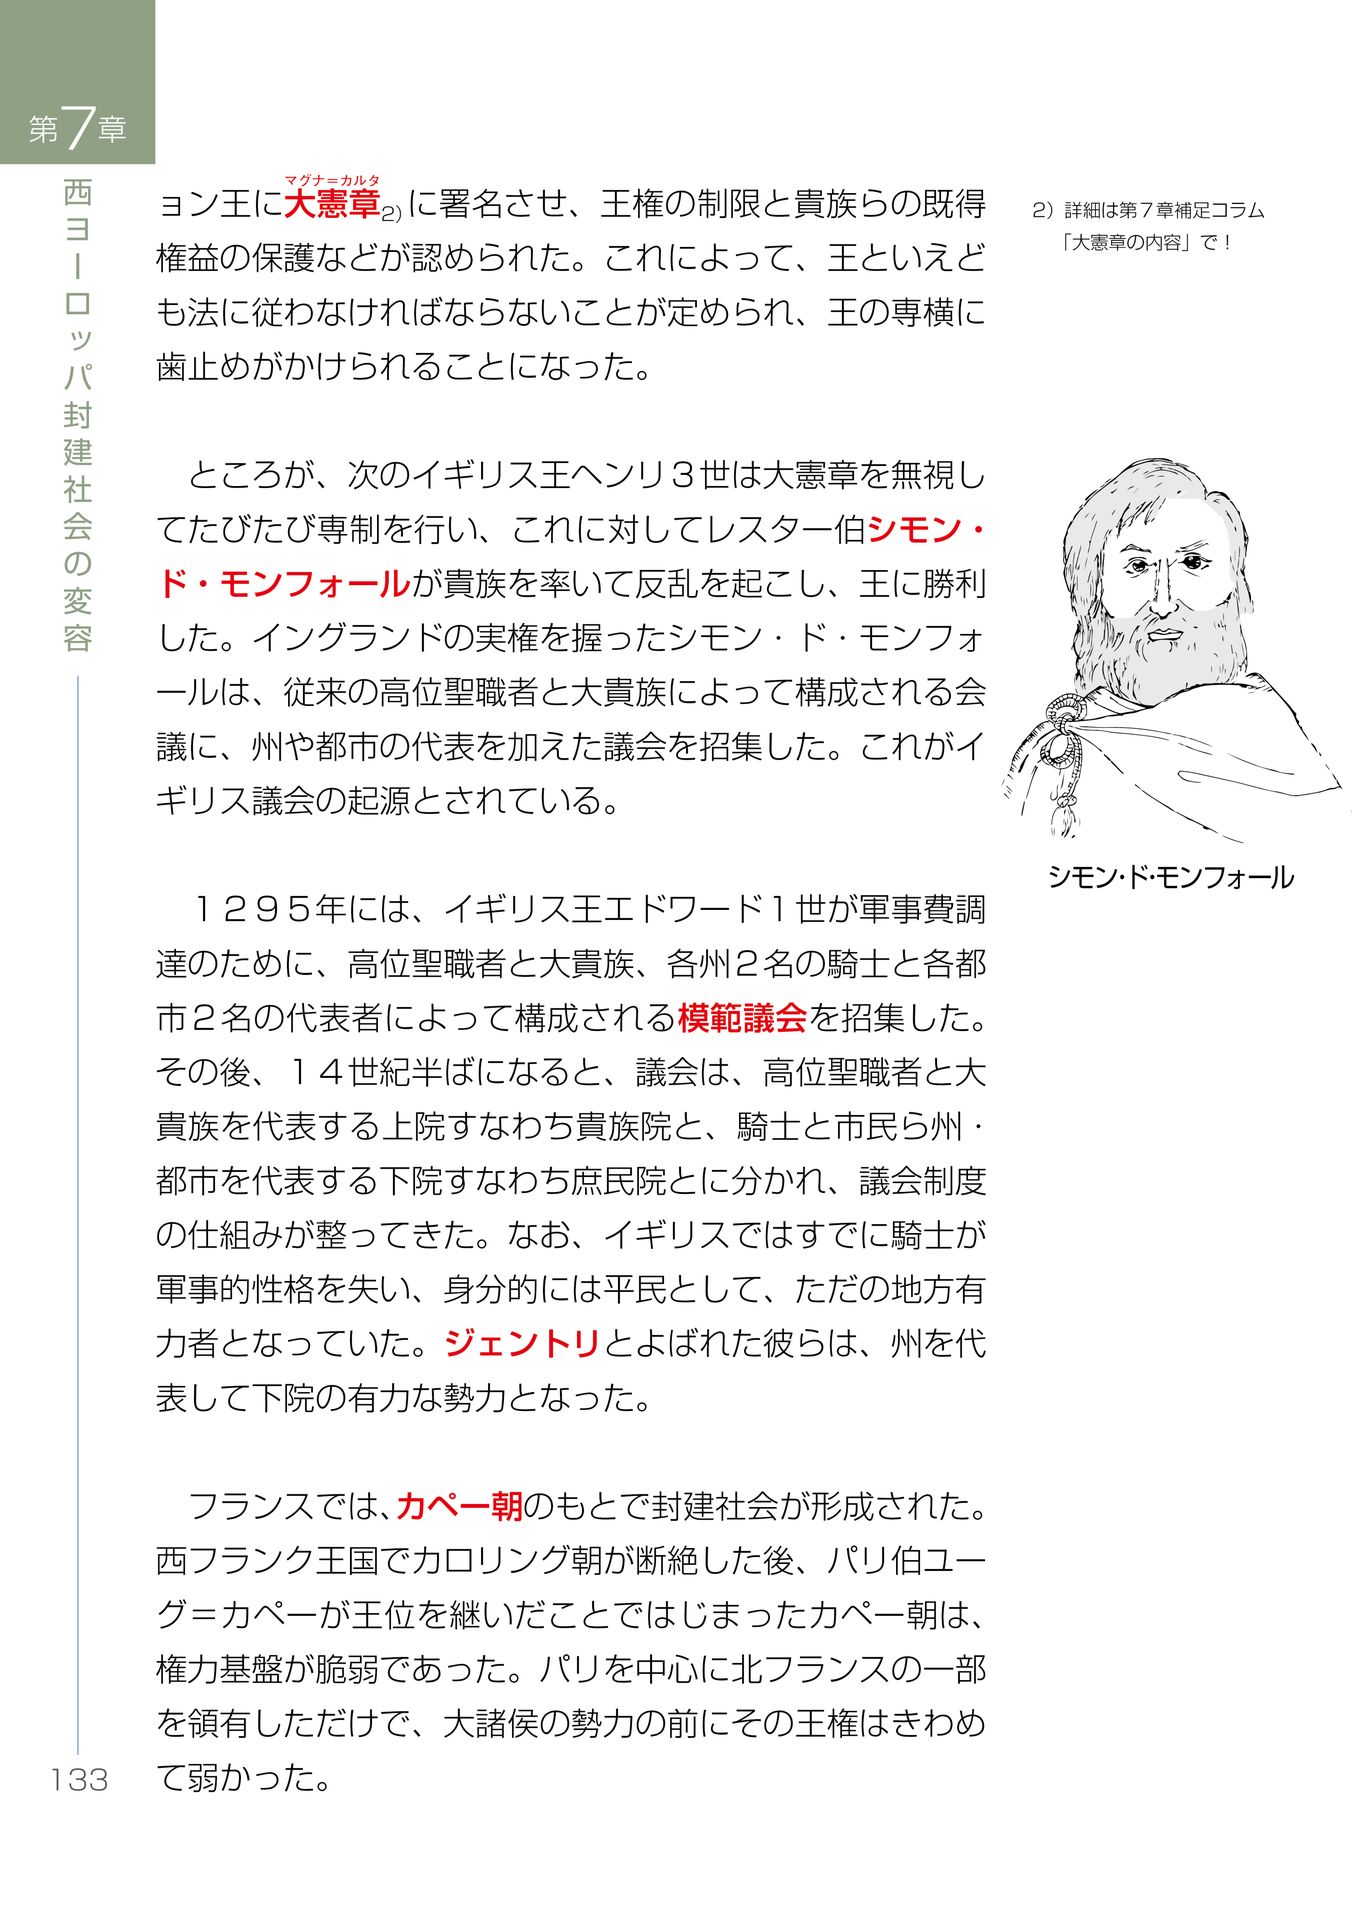 第7章
西ヨーロッパ封建社会の変容
マグナ＝カルタ
ョン王に大憲章2)に署名させ、王権の制限と貴族らの既得
権益の保護などが認められた。これによって、王といえど
も法に従わなければならないことが定められ、王の専横に
歯止めがかけられることになった。
ところが、次のイギリス王ヘンリ３世は大憲章を無視し
てたびたび専制を行い、これに対してレスター伯シモン・
ド・モンフォールが貴族を率いて反乱を起こし、王に勝利
した。イングランドの実権を握ったシモン・ド・モンフォ
ールは、従来の高位聖職者と大貴族によって構成される会
議に、州や都市の代表を加えた議会を招集した。これがイ
ギリス議会の起源とされている。
１２９５年には、イギリス王エドワード１世が軍事費調
達のために、高位聖職者と大貴族、各州２名の騎士と各都
市２名の代表者によって構成される模範議会を招集した。
その後、１４世紀半ばになると、議会は、高位聖職者と大
貴族を代表する上院すなわち貴族院と、騎士と市民ら州・
都市を代表する下院すなわち庶民院とに分かれ、議会制度
の仕組みが整ってきた。なお、イギリスではすでに騎士が
軍事的性格を失い、身分的には平民として、ただの地方有
力者となっていた。ジェントリとよばれた彼らは、州を代
表して下院の有力な勢力となった。
フランスでは、カペー朝のもとで封建社会が形成された。
西フランク王国でカロリング朝が断絶した後、パリ伯ユー
グ＝カペーが王位を継いだことではじまったカペー朝は、
権力基盤が脆弱であった。パリを中心に北フランスの一部
を領有しただけで、大諸侯の勢力の前にその王権はきわめ
て弱かった。
2）詳細は第７章補足コラム
「大憲章の内容」で！
シモン・ド・モンフォール
133